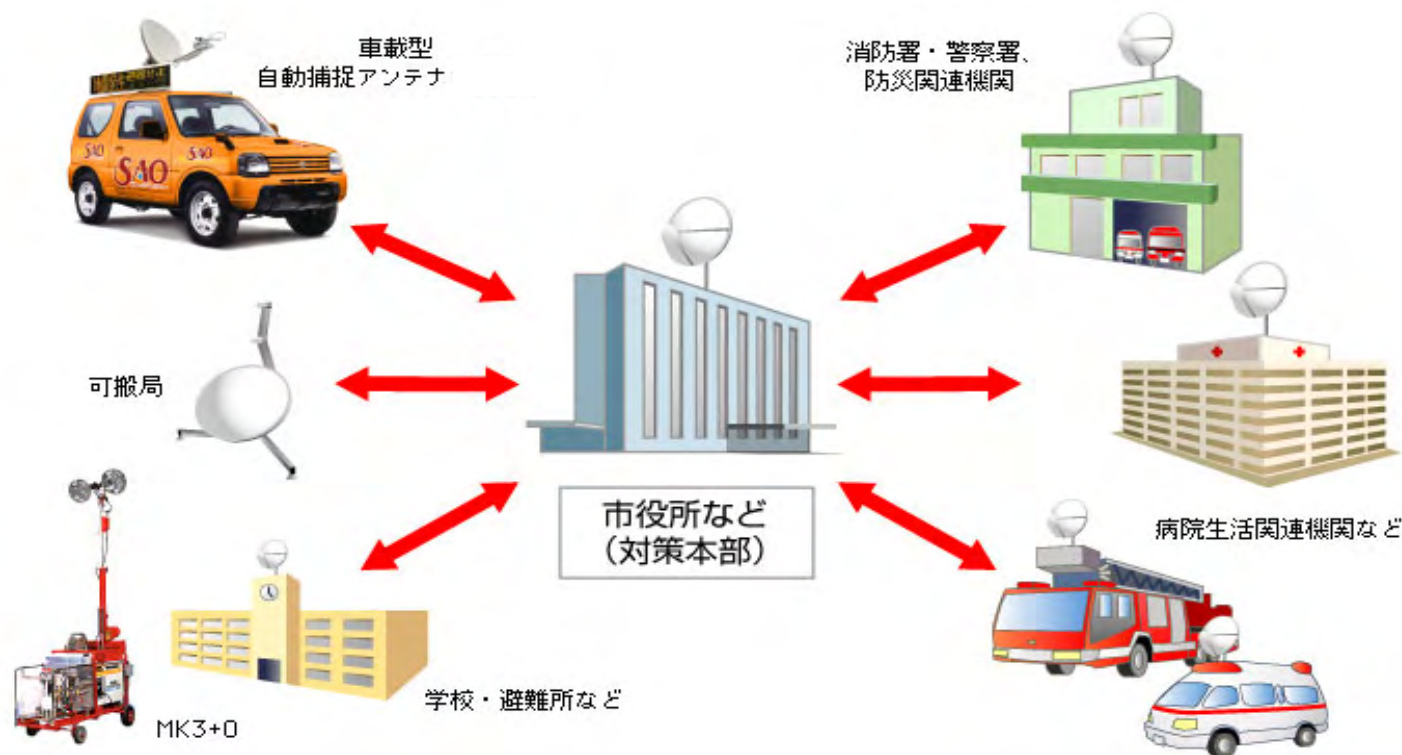 車載型
自動捕捉アンテナ
消防署・警察署、
防災関連機関
SAO
SAO
SAO
可搬局
市役所など
（対策本部）
病院生活関連機関など
学校・避難所など
MK3+O